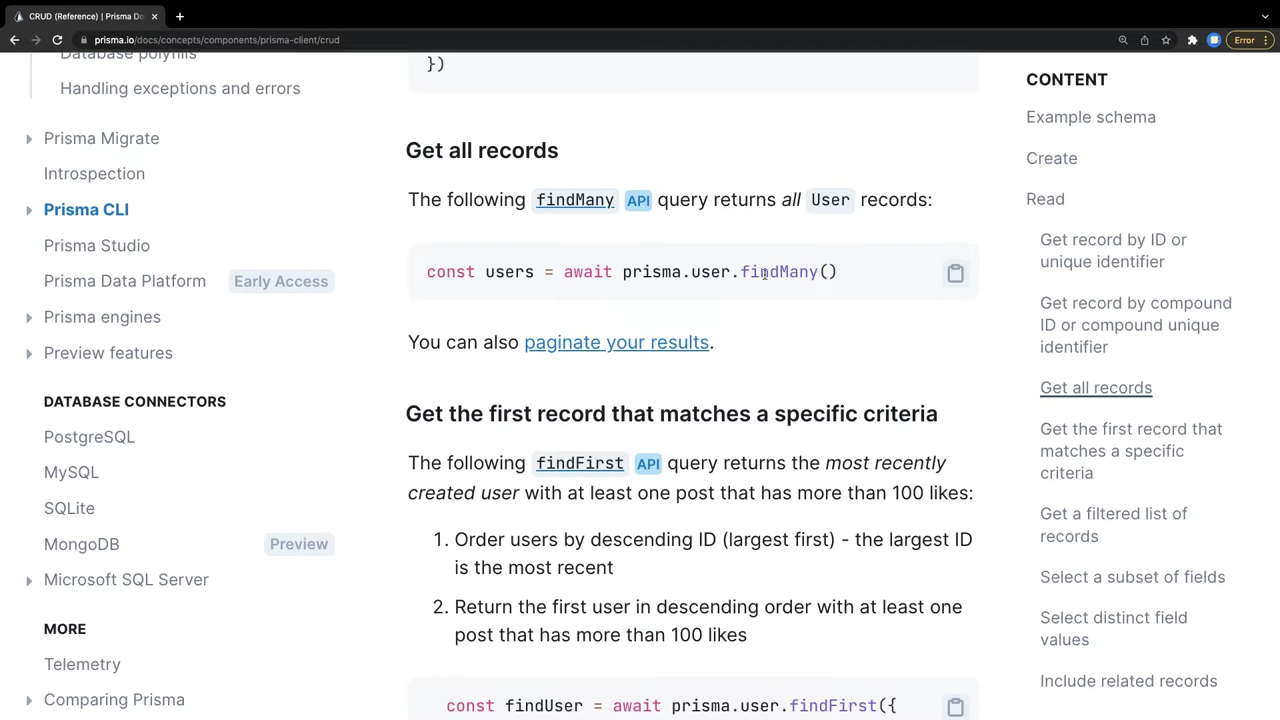 CRUD (Reference) | Prisma Do
prisma.io/docs/concepts/components/prisma-client/crud
Error
Database polyfills
Handling exceptions and errors
Prisma Migrate
Introspection
Prisma CLI
Prisma Studio
Prisma Data Platform Early Access
Prisma engines
Preview features
DATABASE CONNECTORS
PostgreSQL
MySQL
SQLite
MongoDB Preview
Microsoft SQL Server
MORE
Telemetry
Comparing Prisma
})
Get all records
The following findMany API query returns all User records:
const users = await prisma.user.findMany()
You can also paginate your results.
Get the first record that matches a specific criteria
The following findFirst API query returns the most recently
created user with at least one post that has more than 100 likes:
1. Order users by descending ID (largest first) - the largest ID
is the most recent
2. Return the first user in descending order with at least one
post that has more than 100 likes
const findUser = await prisma.user.findFirst({
CONTENT
Example schema
Create
Read
Get record by ID or
unique identifier
Get record by compound
ID or compound unique
identifier
Get all records
Get the first record that
matches a specific
criteria
Get a filtered list of
records
Select a subset of fields
Select distinct field
values
Include related records